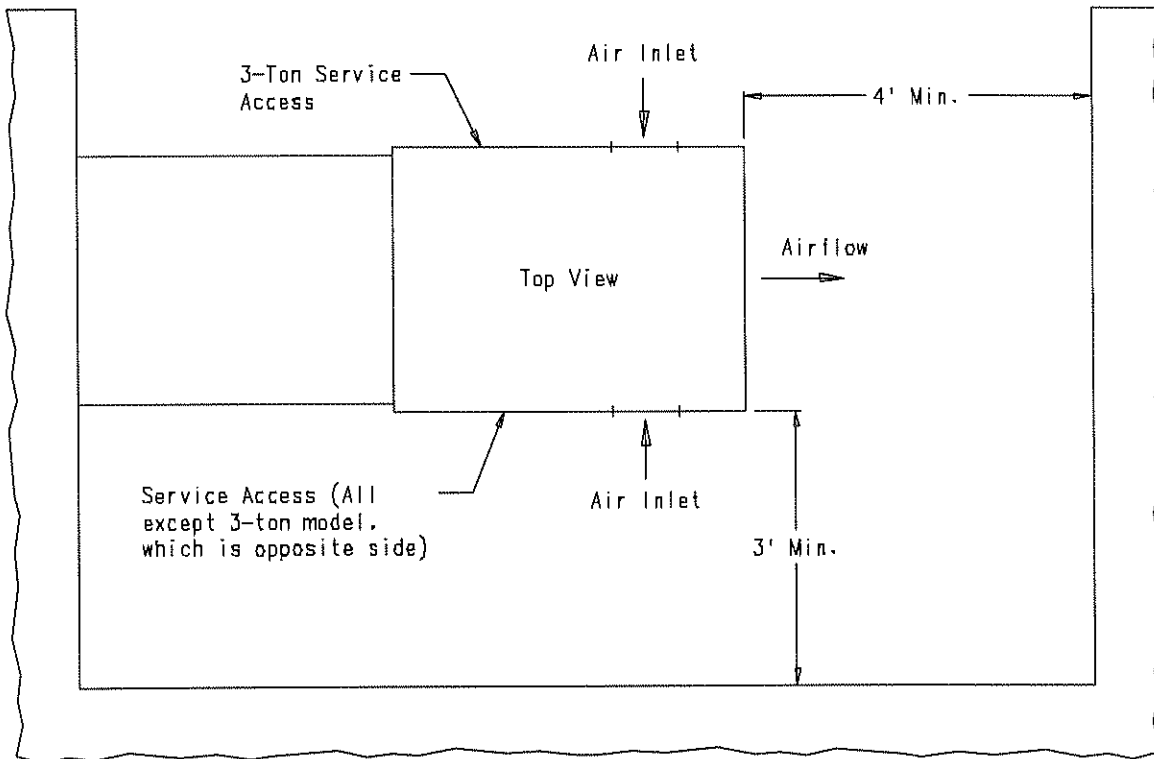 Air Inlet
3-Ton Service
Access
4' Min.
Airflow
Top View
Service Access (All
except 3-ton model.
which is opposite side)
Air Inlet
3' Min.